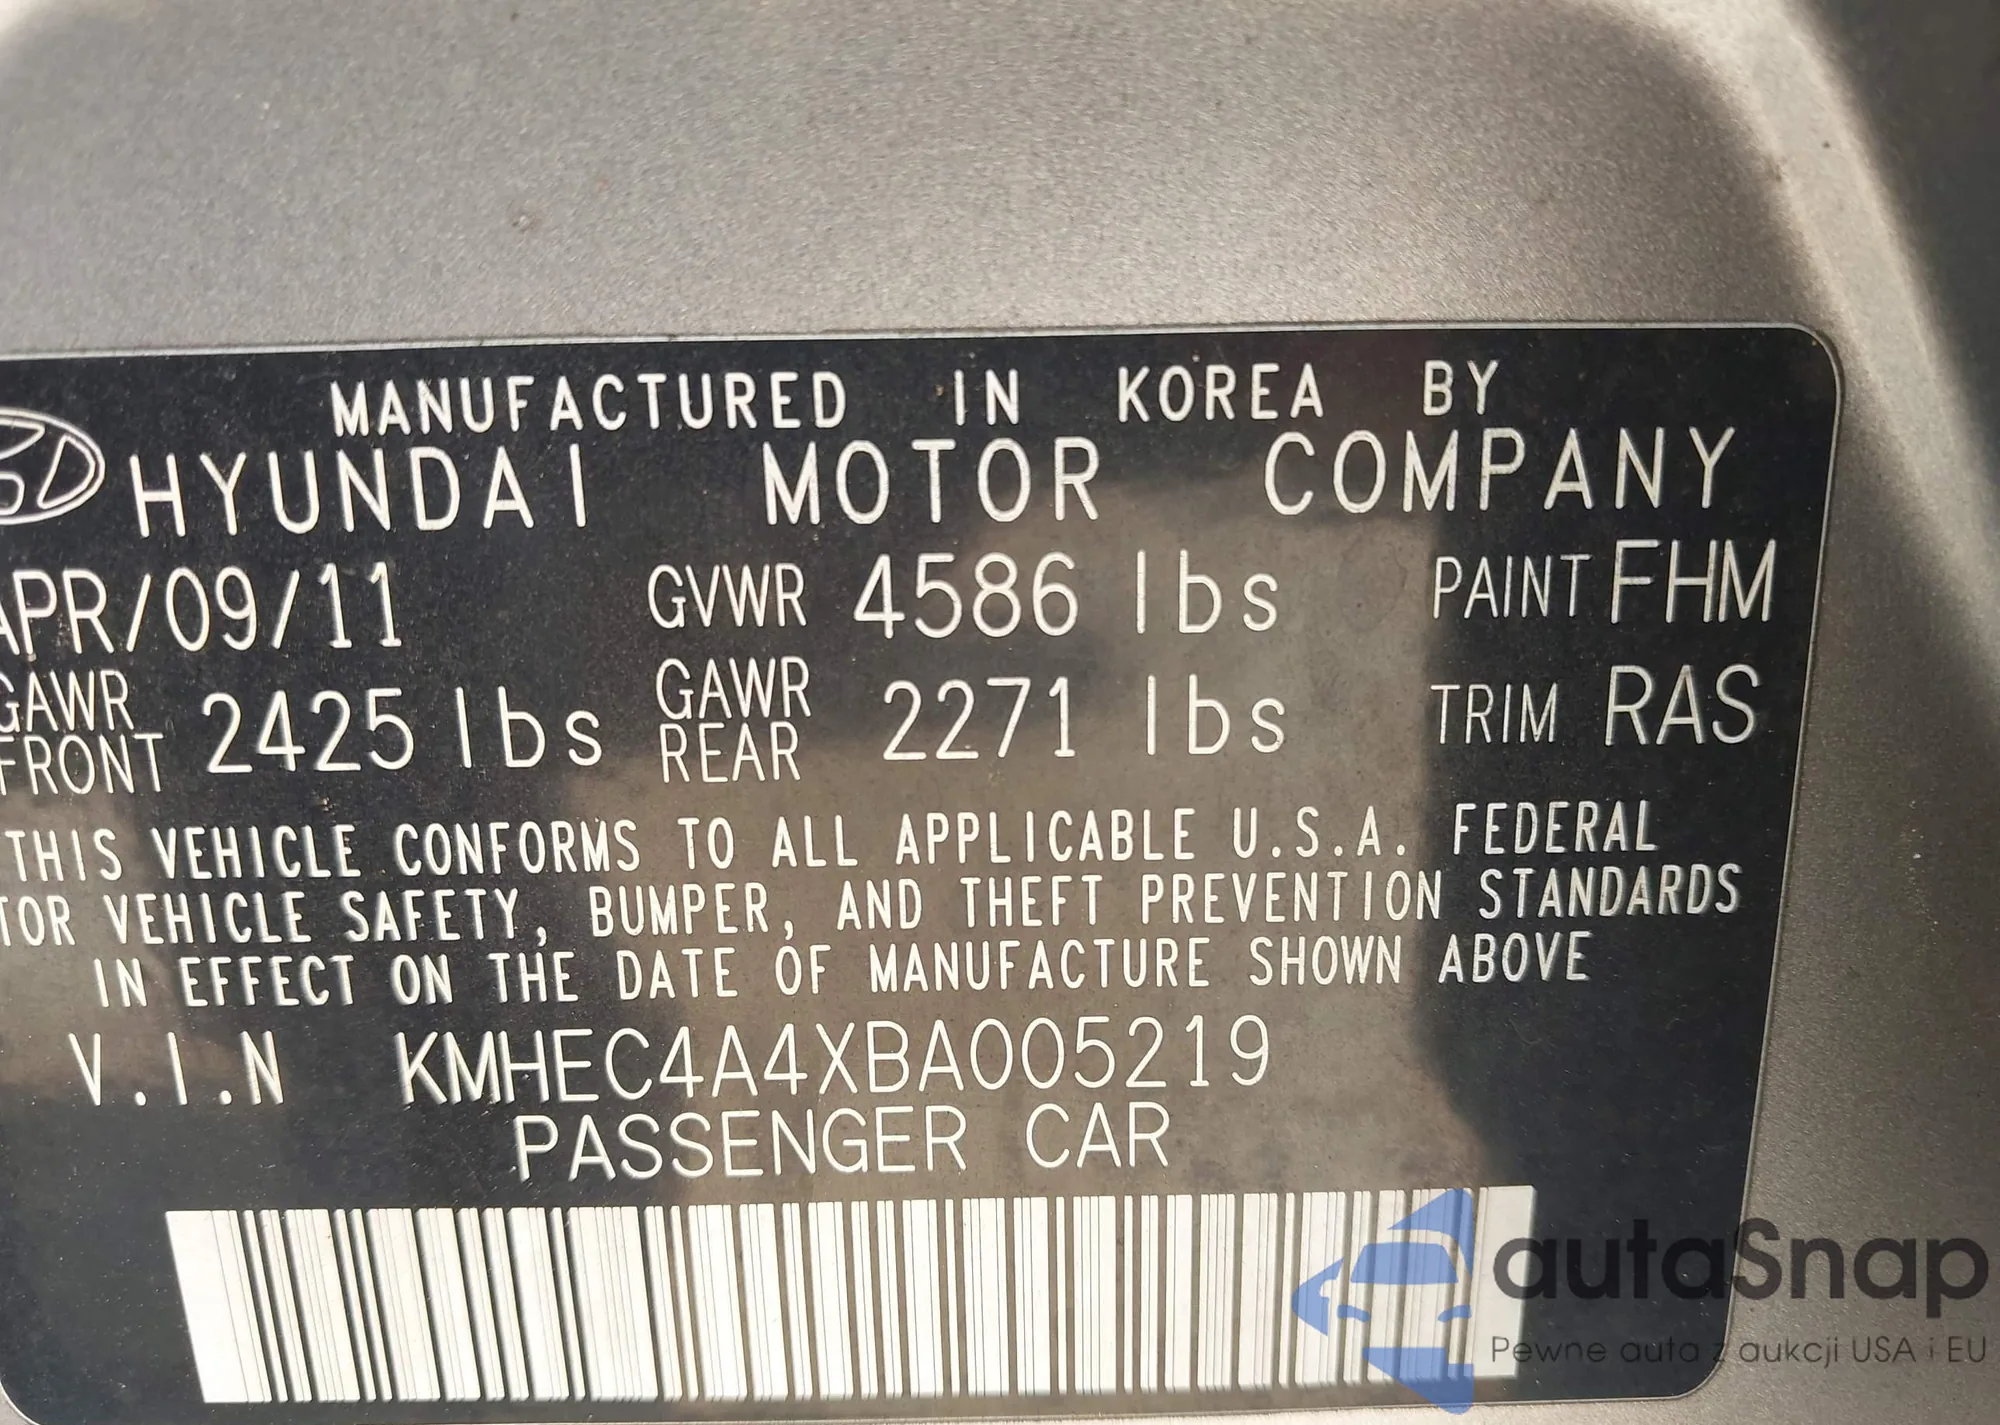 MANUFACTURED IN KOREA BY
HYUNDAI MOTOR COMPANY
APR/09/11 GVWR 4586 lbs PAINT FHM
GAWR FRONT 2425 lbs GAWR REAR 2271 lbs TRIM RAS
THIS VEHICLE CONFORMS TO ALL APPLICABLE U.S.A. FEDERAL
TOR VEHICLE SAFETY, BUMPER, AND THEFT PREVENTION STANDARDS
IN EFFECT ON THE DATE OF MANUFACTURE SHOWN ABOVE
V.I.N KMHEC4A4XBA005219
PASSENGER CAR
autaSnap
Pewne auta z aukcji USA i EU